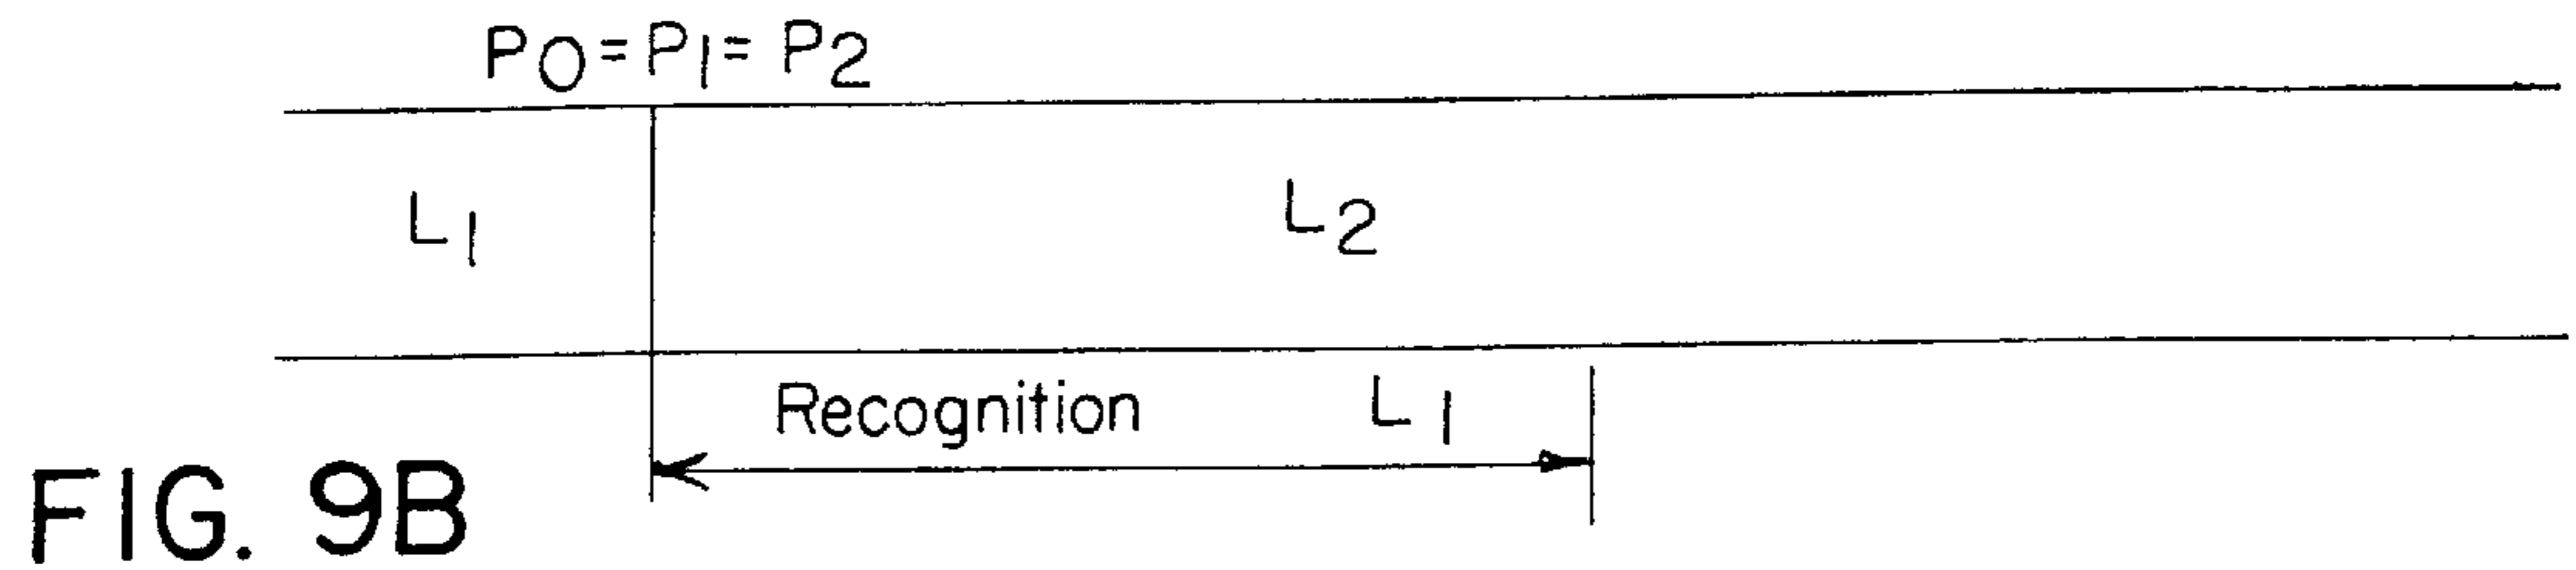 P0=P1=P2
L1 L2
Recognition L1
FIG. 9B